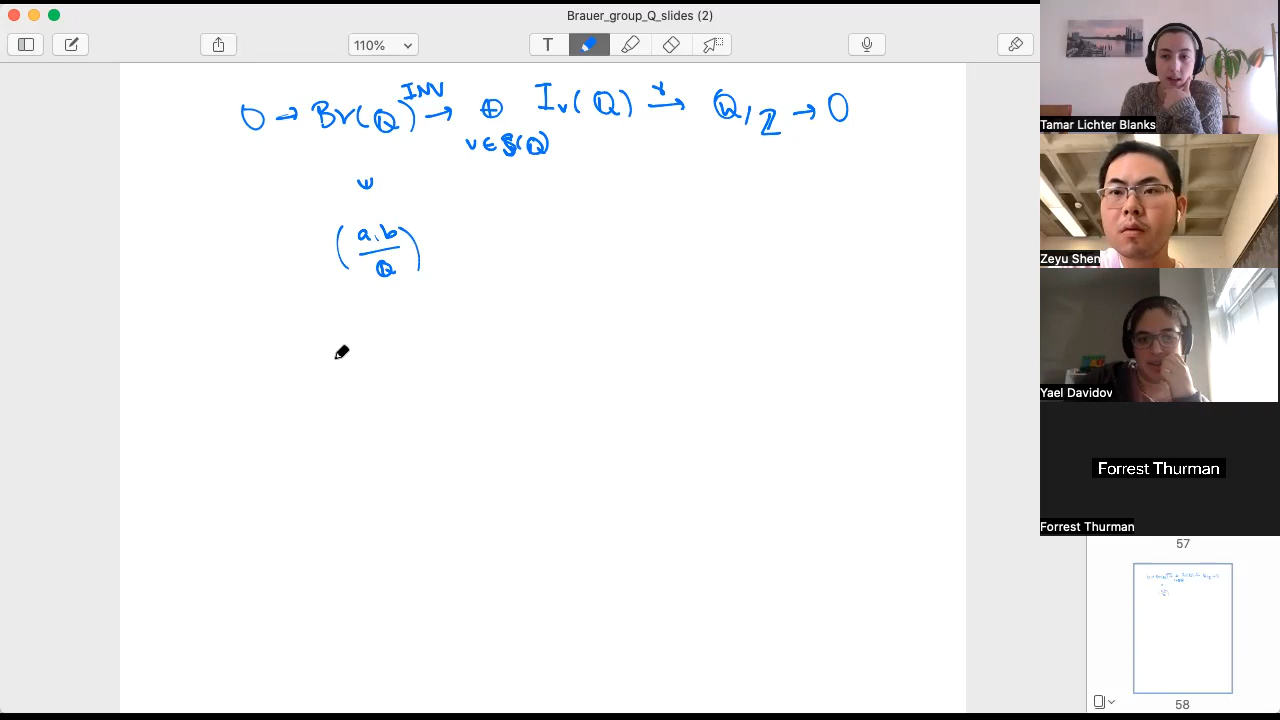 Brauer_group_Q_slides (2)
110%
T
INV
0 → Br(Q) → ⊕ I_v(Q) →^γ Q/Z → 0
v ∈ S(Q)
ψ
(a,b / Q)
Tamar Lichter Blanks
Zeyu Shen
Yael Davidov
Forrest Thurman
Forrest Thurman
57
58